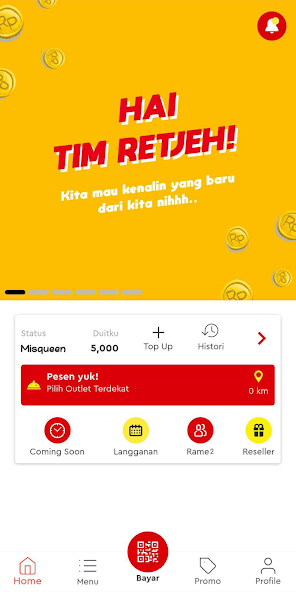 HAI
TIM RETJEH!
Kita mau kenalin yang baru
dari kita nihhh..
Status
Duitku
Misqueen
5,000
Top Up
Histori
Pesen yuk!
Pilih Outlet Terdekat
0 km
Coming Soon
Langganan
Rame2
Reseller
Home
Menu
Bayar
Promo
Profile